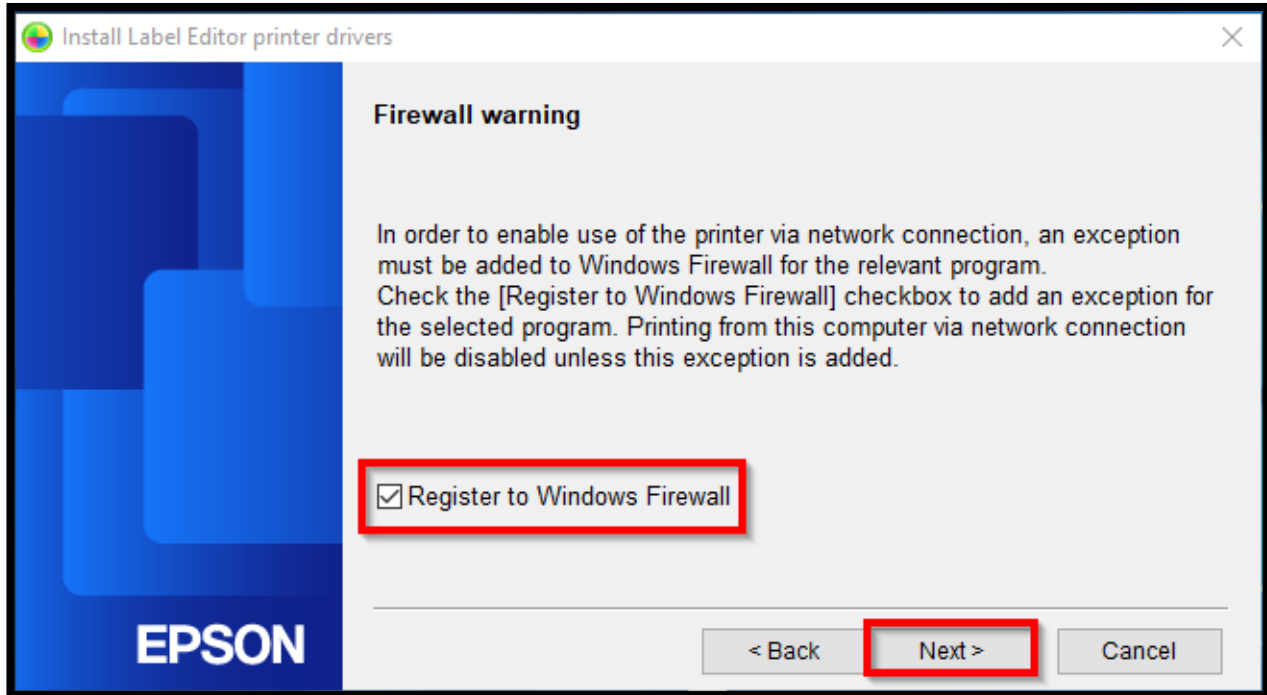 Install Label Editor printer drivers
Firewall warning
In order to enable use of the printer via network connection, an exception
must be added to Windows Firewall for the relevant program.
Check the [Register to Windows Firewall] checkbox to add an exception for
the selected program. Printing from this computer via network connection
will be disabled unless this exception is added.
Register to Windows Firewall
EPSON
< Back Next > Cancel